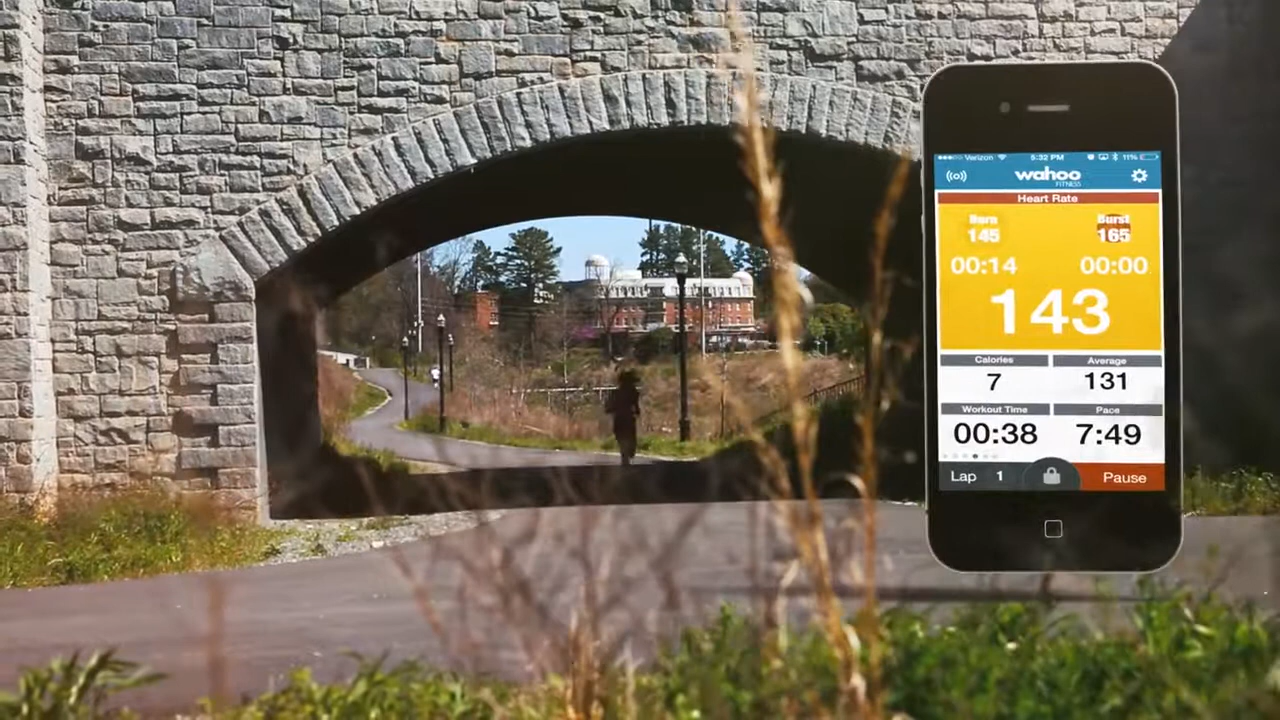 Verizon 5:32 PM 11%
wahoo
FITNESS
Heart Rate
Burn Burst
145 165
00:14 00:00
143
Calories Average
7 131
Workout Time Pace
00:38 7:49
Lap 1 Pause